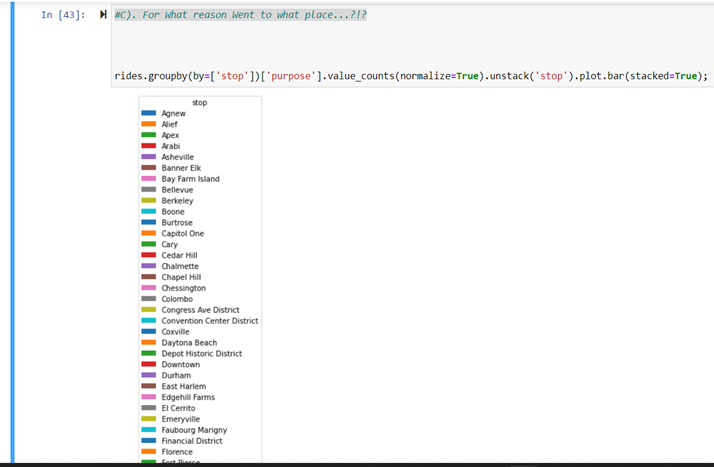 In [43]:
#C). For What reason Went to what place...?!?
rides.groupby(by=['stop'])['purpose'].value_counts(normalize=True).unstack('stop').plot.bar(stacked=True);
stop
Agnew
Alief
Apex
Arabi
Asheville
Banner Elk
Bay Farm Island
Bellevue
Berkeley
Boone
Burtrose
Capitol One
Cary
Cedar Hill
Chalmette
Chapel Hill
Chessington
Colombo
Congress Ave District
Convention Center District
Coxville
Daytona Beach
Depot Historic District
Downtown
Durham
East Harlem
Edgehill Farms
El Cerrito
Emeryville
Faubourg Marigny
Financial District
Florence
Fort Pierce